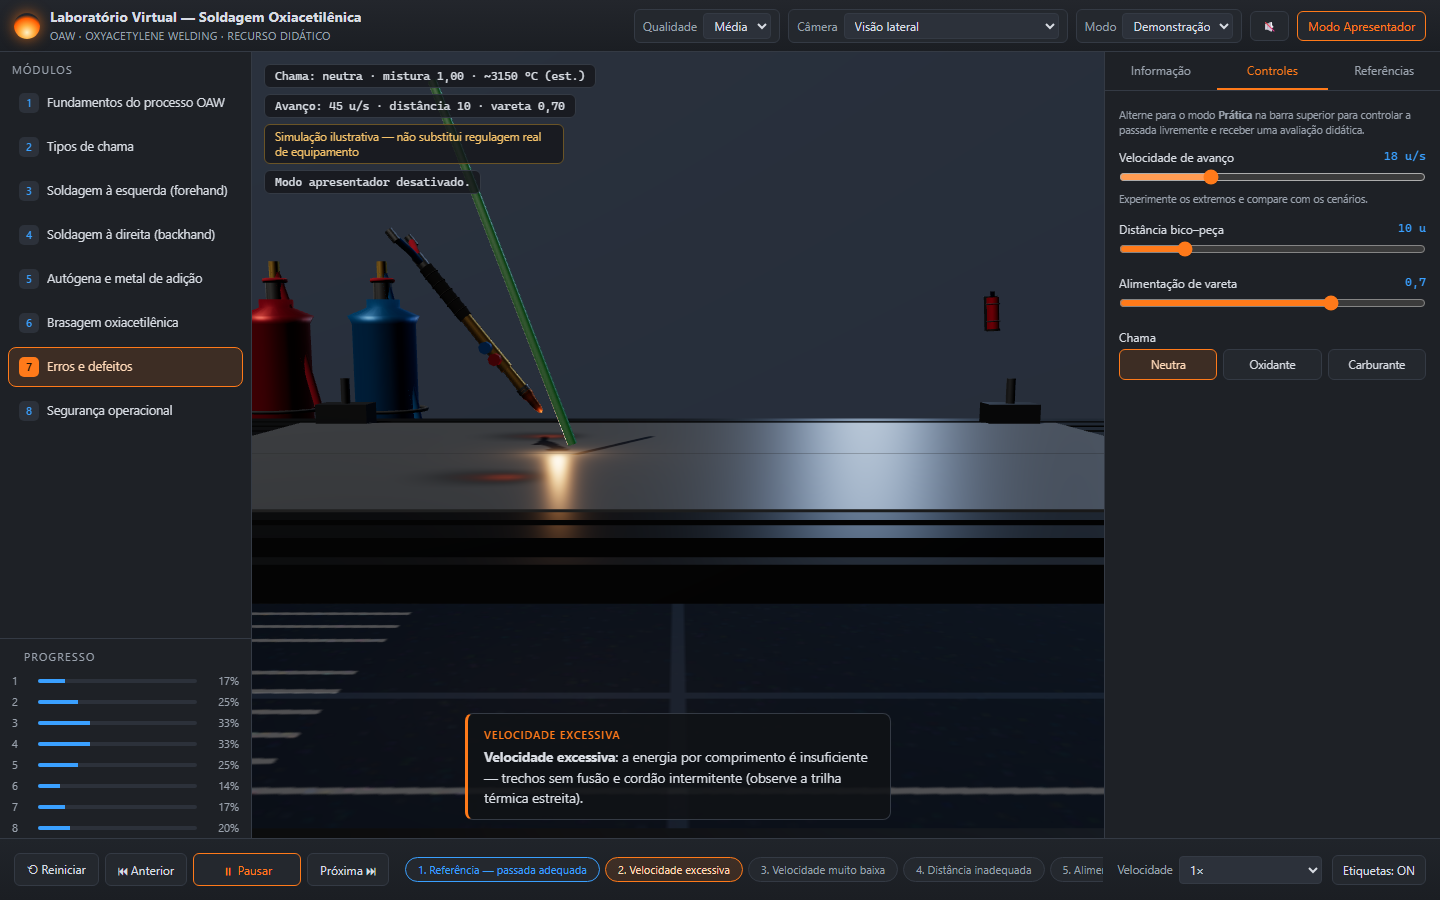 Laboratório Virtual — Soldagem Oxiacetilênica
OAW · OXYACETYLENE WELDING · RECURSO DIDÁTICO
Qualidade Média
Câmera Visão lateral
Modo Demonstração
Modo Apresentador
MÓDULOS
1 Fundamentos do processo OAW
2 Tipos de chama
3 Soldagem à esquerda (forehand)
4 Soldagem à direita (backhand)
5 Autógena e metal de adição
6 Brasagem oxiacetilênica
7 Erros e defeitos
8 Segurança operacional
PROGRESSO
1 17%
2 25%
3 33%
4 33%
5 25%
6 14%
7 17%
8 20%
Chama: neutra · mistura 1,00 · ~3150 °C (est.)
Avanço: 45 u/s · distância 10 · vareta 0,70
Simulação ilustrativa — não substitui regulagem real
de equipamento
Modo apresentador desativado.
VELOCIDADE EXCESSIVA
Velocidade excessiva: a energia por comprimento é insuficiente
— trechos sem fusão e cordão intermitente (observe a trilha
térmica estreita).
Informação Controles Referências
Alterne para o modo Prática na barra superior para controlar a
passada livremente e receber uma avaliação didática.
Velocidade de avanço 18 u/s
Experimente os extremos e compare com os cenários.
Distância bico–peça 10 u
Alimentação de vareta 0,7
Chama
Neutra Oxidante Carburante
Reiniciar Anterior Pausar Próxima
1. Referência — passada adequada
2. Velocidade excessiva
3. Velocidade muito baixa
4. Distância inadequada
5. Alimer
Velocidade 1×
Etiquetas: ON